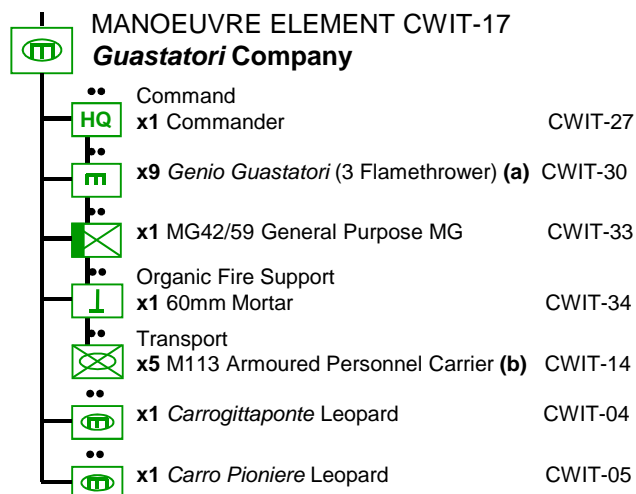 MANOEUVRE ELEMENT CWIT-17
Guastatori Company
Command
HQ x1 Commander CWIT-27
x9 Genio Guastatori (3 Flamethrower) (a) CWIT-30
x1 MG42/59 General Purpose MG CWIT-33
Organic Fire Support
x1 60mm Mortar CWIT-34
Transport
x5 M113 Armoured Personnel Carrier (b) CWIT-14
x1 Carrogittaponte Leopard CWIT-04
x1 Carro Pioniere Leopard CWIT-05